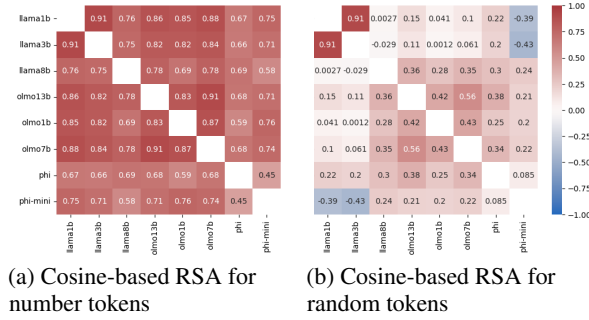 llama1b 0.91 0.76 0.86 0.85 0.88 0.67 0.75
llama3b 0.91 0.75 0.82 0.82 0.84 0.66 0.71
llama8b 0.76 0.75 0.78 0.69 0.78 0.69 0.58
olmo13b 0.86 0.82 0.78 0.83 0.91 0.68 0.71
olmo1b 0.85 0.82 0.69 0.83 0.87 0.59 0.76
olmo7b 0.88 0.84 0.78 0.91 0.87 0.68 0.74
phi 0.67 0.66 0.69 0.68 0.59 0.68 0.45
phi-mini 0.75 0.71 0.58 0.71 0.76 0.74 0.45
llama1b llama3b llama8b olmo13b olmo1b olmo7b phi phi-mini
(a) Cosine-based RSA for
number tokens
0.91 0.0027 0.15 0.041 0.1 0.22 -0.39
0.91 -0.029 0.11 0.0012 0.061 0.2 -0.43
0.0027 -0.029 0.36 0.28 0.35 0.3 0.24
0.15 0.11 0.36 0.42 0.56 0.38 0.21
0.041 0.0012 0.28 0.42 0.43 0.25 0.2
0.1 0.061 0.35 0.56 0.43 0.34 0.22
0.22 0.2 0.3 0.38 0.25 0.34 0.085
-0.39 -0.43 0.24 0.21 0.2 0.22 0.085
llama1b llama3b llama8b olmo13b olmo1b olmo7b phi phi-mini
1.00
0.75
0.50
0.25
0.00
−0.25
−0.50
−0.75
−1.00
(b) Cosine-based RSA for
random tokens